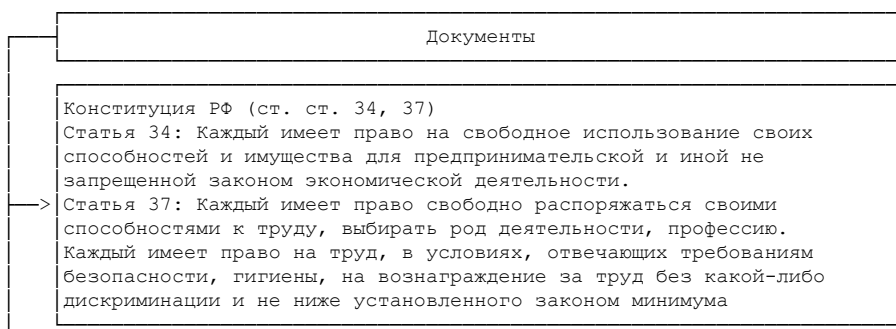 Документы
Конституция РФ (ст. ст. 34, 37)
Статья 34: Каждый имеет право на свободное использование своих
способностей и имущества для предпринимательской и иной не
запрещенной законом экономической деятельности.
Статья 37: Каждый имеет право свободно распоряжаться своими
способностями к труду, выбирать род деятельности, профессию.
Каждый имеет право на труд, в условиях, отвечающих требованиям
безопасности, гигиены, на вознаграждение за труд без какой-либо
дискриминации и не ниже установленного законом минимума